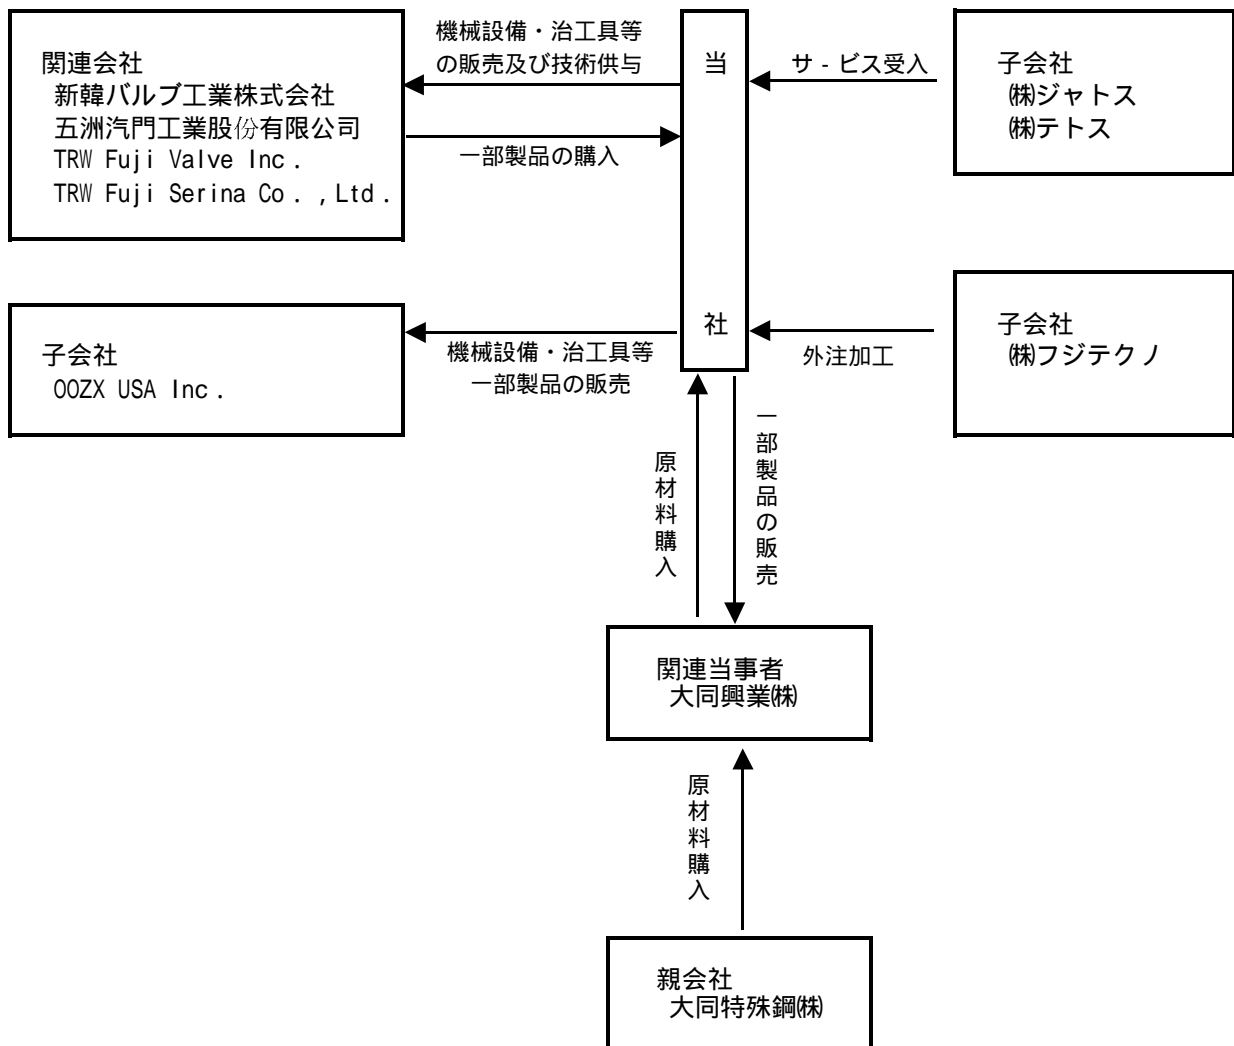 関連会社
新韓バルブ工業株式会社
五洲汽門工業股份有限公司
TRW Fuji Valve Inc.
TRW Fuji Serina Co.,Ltd.
機械設備・治工具等
の販売及び技術供与
一部製品の購入
当社
サ-ビス受入
子会社
㈱ジャトス
㈱テトス
子会社
OOZX USA Inc.
機械設備・治工具等
一部製品の販売
外注加工
子会社
㈱フジテクノ
原材料購入
一部製品の販売
関連当事者
大同興業㈱
原材料購入
親会社
大同特殊鋼㈱